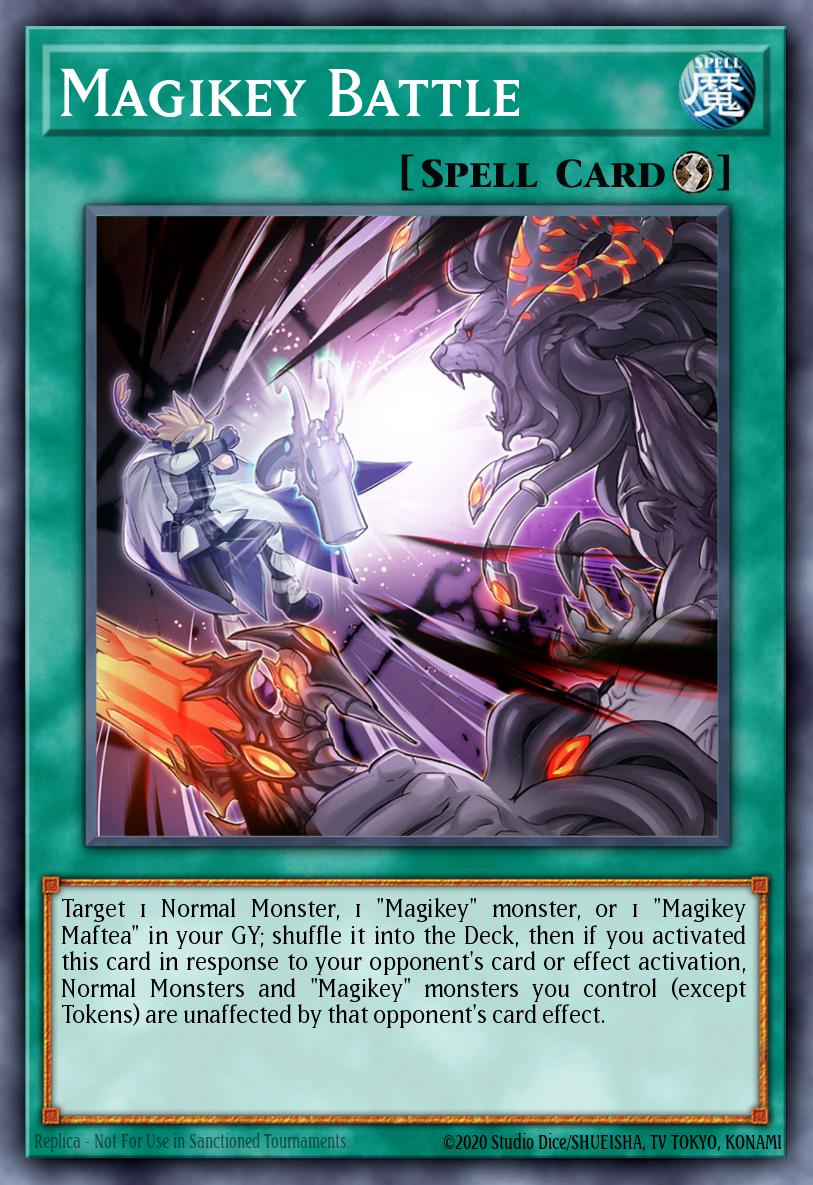 Magikey Battle
SPELL
魔
[Spell Card]
Target 1 Normal Monster, 1 "Magikey" monster, or 1 "Magikey
Maftea" in your GY; shuffle it into the Deck, then if you activated
this card in response to your opponent's card or effect activation,
Normal Monsters and "Magikey" monsters you control (except
Tokens) are unaffected by that opponent's card effect.
Replica - Not For Use in Sanctioned Tournaments.
©2020 Studio Dice/SHUEISHA, TV TOKYO, KONAMI